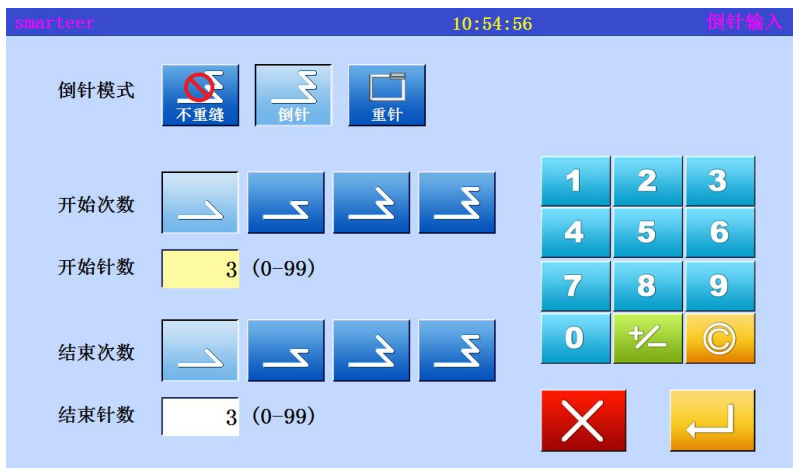 smarteer 10:54:56 倒针输入
倒针模式 不重缝 倒针 重针
开始次数
开始针数 3 (0-99)
结束次数
结束针数 3 (0-99)
1 2 3
4 5 6
7 8 9
0 +/- ©